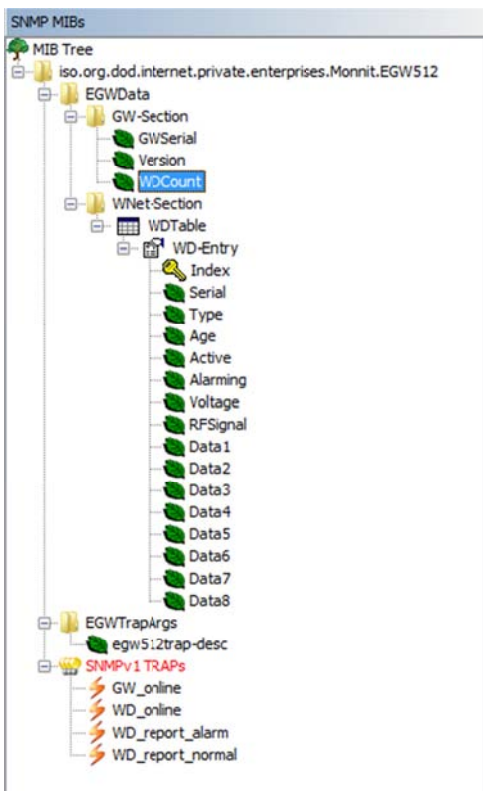 SNMP MIBs
MIB Tree
iso.org.dod.internet.private.enterprises.Monnit.EGW512
EGWData
GW-Section
GWSerial
Version
WDCount
WNet-Section
WDTable
WD-Entry
Index
Serial
Type
Age
Active
Alarming
Voltage
RFSignal
Data1
Data2
Data3
Data4
Data5
Data6
Data7
Data8
EGWTrapArgs
egw512trap-desc
SNMPv1 TRAPs
GW_online
WD_online
WD_report_alarm
WD_report_normal